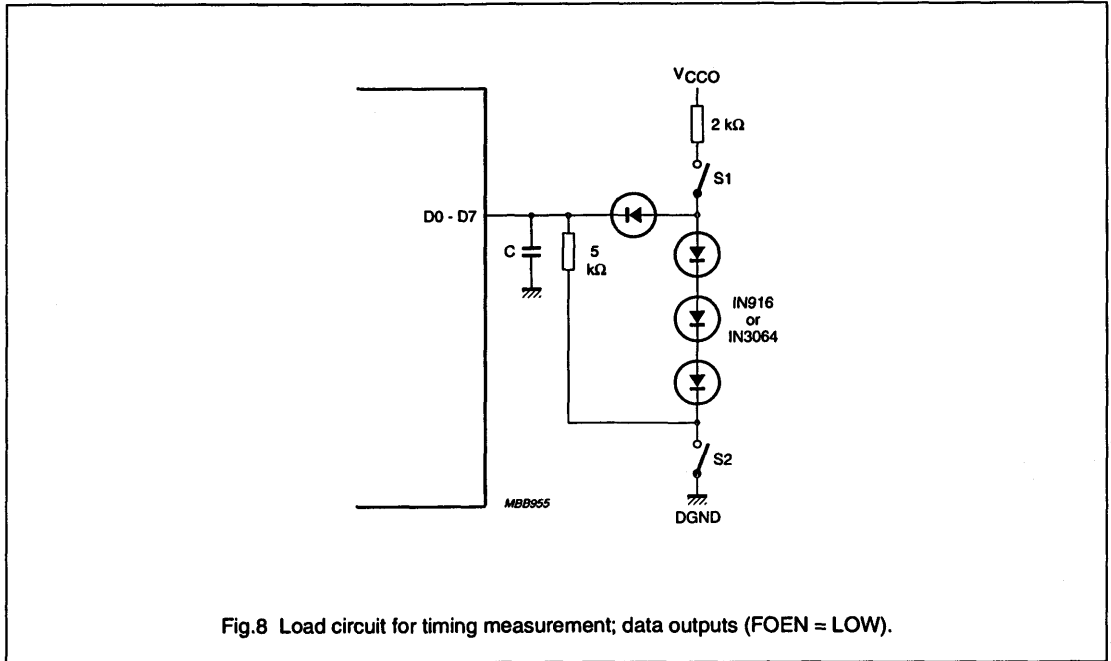 VCCO
2 kΩ
S1
D0 - D7
C
5
kΩ
IN916
or
IN3064
S2
MBB955
DGND
Fig.8 Load circuit for timing measurement; data outputs (FOEN = LOW).